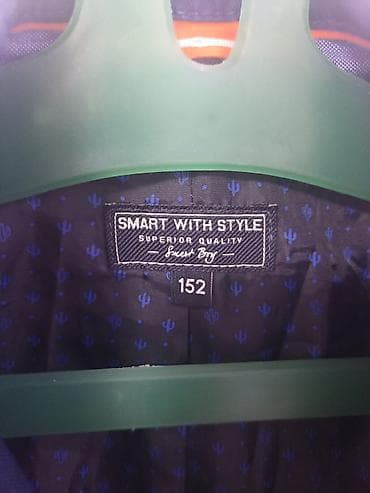 SMART WITH STYLE
SUPERIOR QUALITY
— Smart Boy —
152